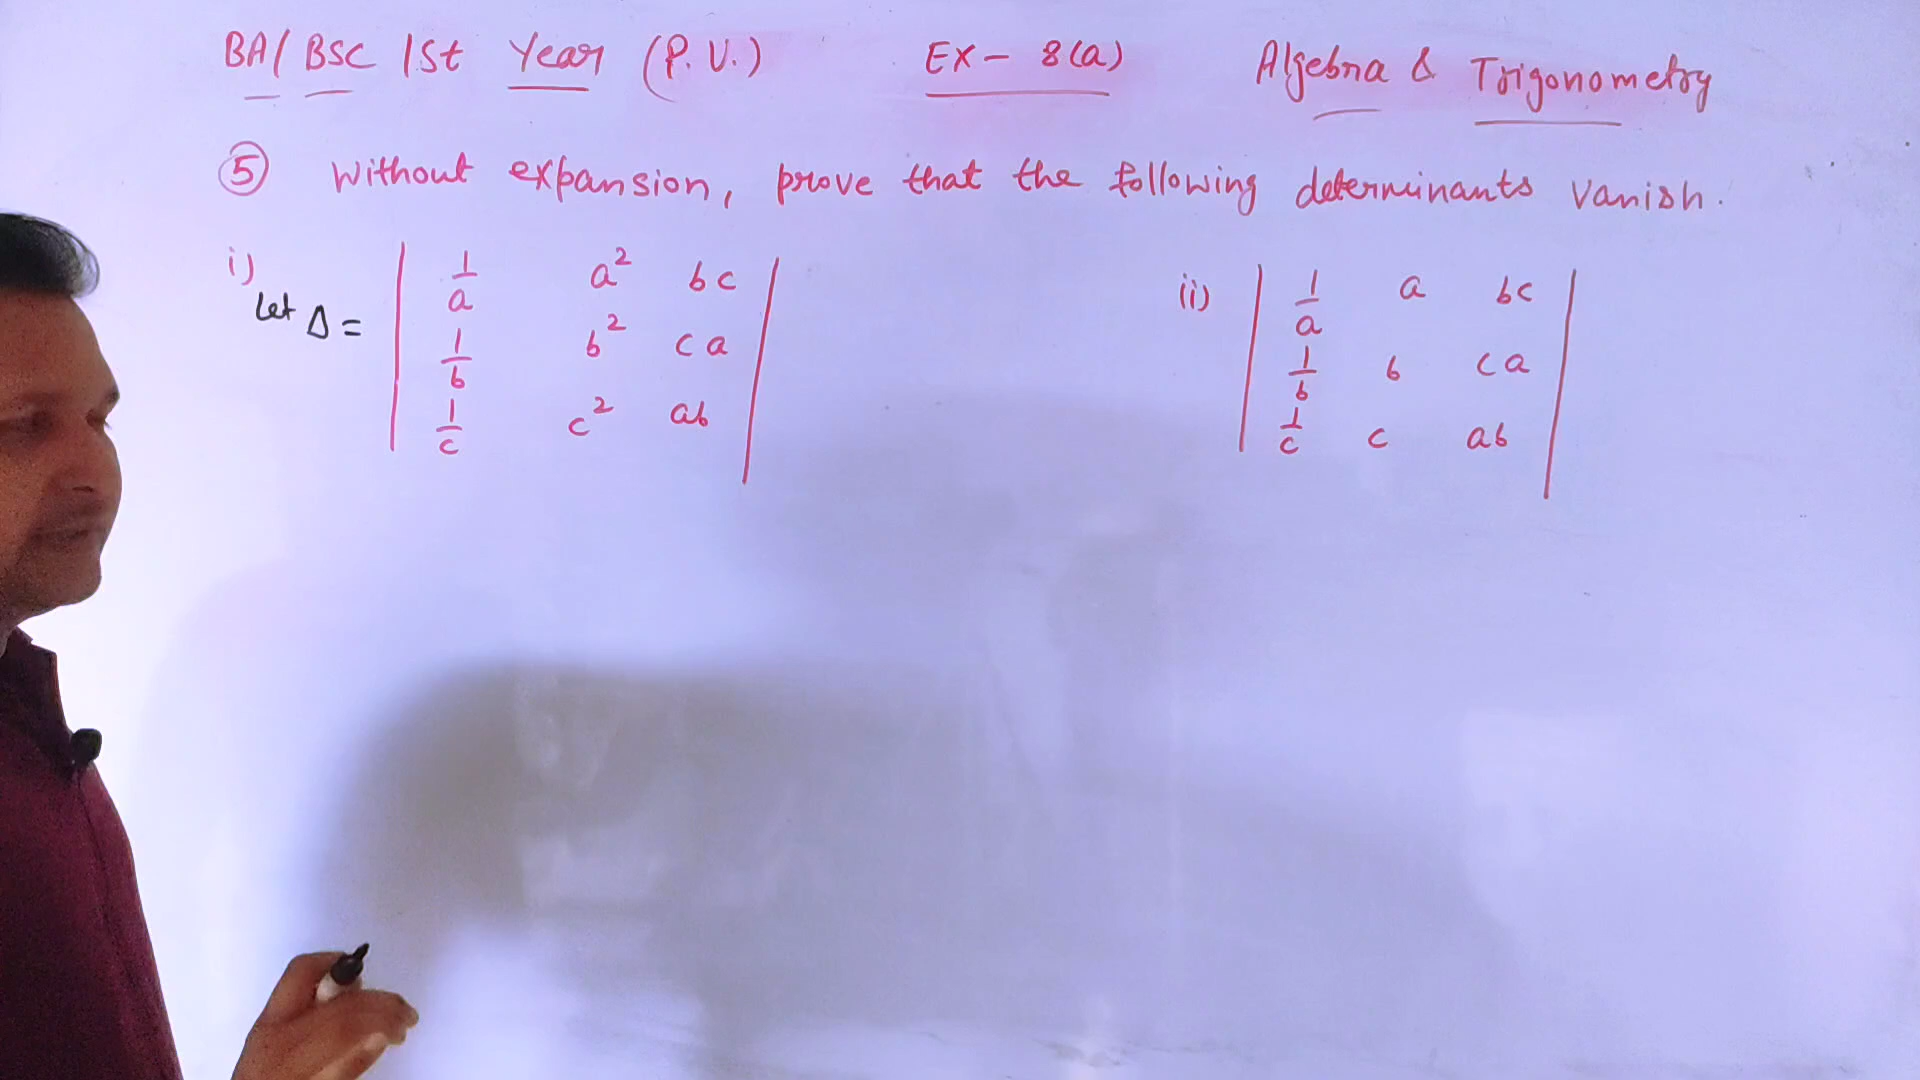 BA/BSC 1St Year (P.U.) EX- 8(a) Algebra & Trigonometry
5 Without expansion, prove that the following determinants vanish.
i) Let Δ = | 1/a a² bc | ii) | 1/a a bc |
| 1/b b² ca | | 1/b b ca |
| 1/c c² ab | | 1/c c ab |